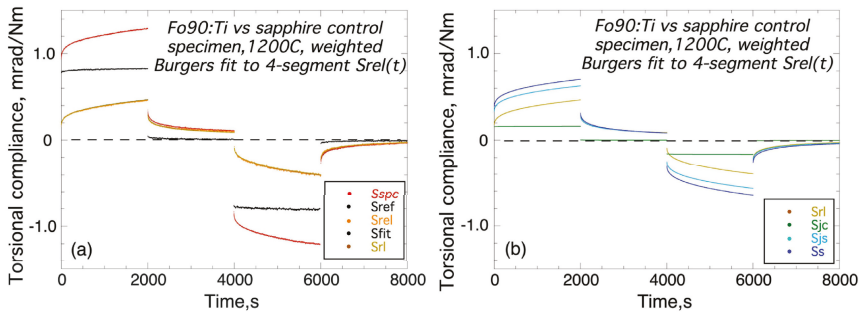 Fo90:Ti vs sapphire control
specimen,1200C, weighted
Burgers fit to 4-segment Srel(t)
Torsional compliance, mrad/Nm
1.0
0
-1.0
(a)
Sspc
Sref
Srel
Sfit
Srl
0
2000
4000
6000
8000
Time,s
Fo90:Ti vs sapphire control
specimen,1200C, weighted
Burgers fit to 4-segment Srel(t)
Torsional compliance, mrad/Nm
1.0
0
-1.0
(b)
Srl
Sjc
Sjs
Ss
0
2000
4000
6000
8000
Time,s